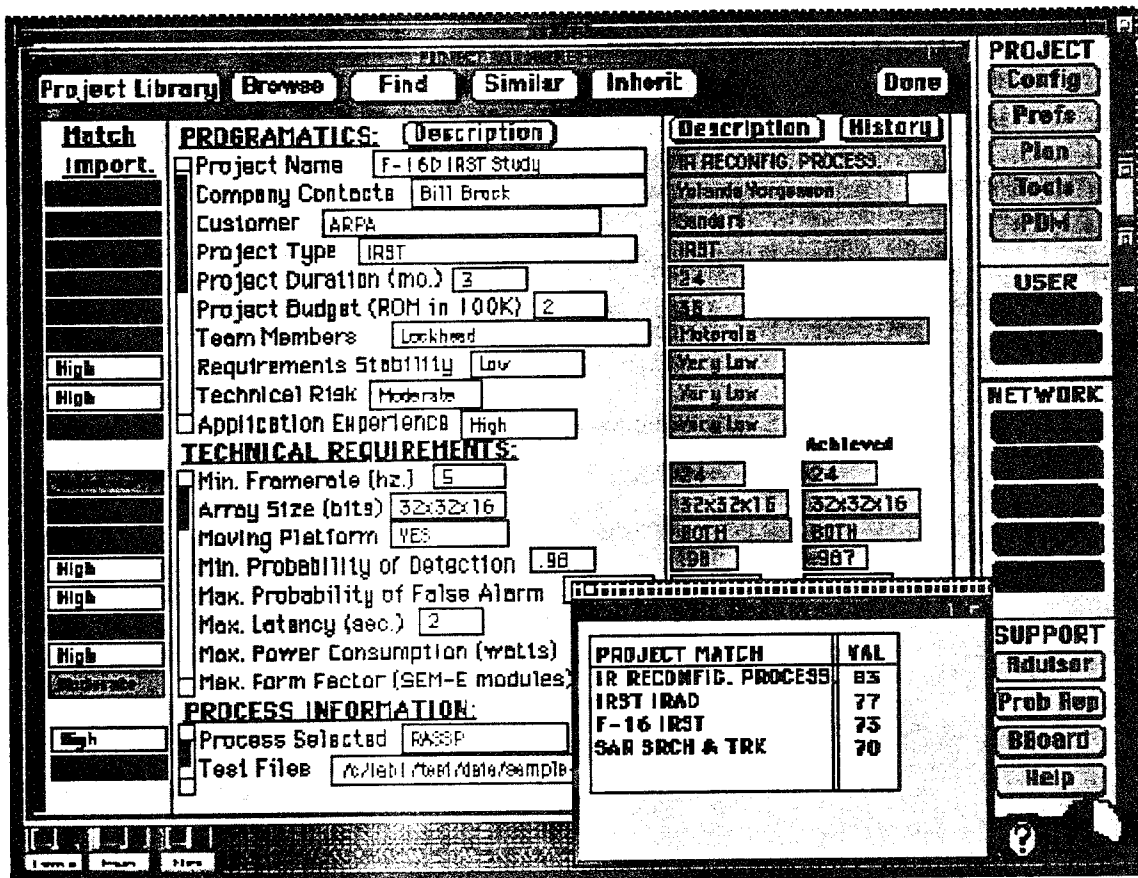 Project Library Browse Find Similar Inherit Done
Match
Import.
High
High
High
High
High
Moderate
High
PROGRAMATICS: Description
Project Name F-16D IRST Study
Company Contacts Bill Brock
Customer ARPA
Project Type IRST
Project Duration (mo.) 3
Project Budget (ROM in 100K) 2
Team Members Lockheed
Requirements Stability Low
Technical Risk Moderate
Application Experience High
TECHNICAL REQUIREMENTS:
Min. Framerate (hz.) 5
Array Size (bits) 32x32x16
Moving Platform YES
Min. Probability of Detection .98
Max. Probability of False Alarm
Max. Latency (sec.) 2
Max. Power Consumption (watts)
Max. Form Factor (SEM-E modules)
PROCESS INFORMATION:
Process Selected RASSP
Test Files
Description History
IR RECONFIG. PROCESS
Sanders
IRST
24
Motorola
Very Low
Very Low
Very Low
Achieved
24 24
32x32x16 32x32x16
BOTH BOTH
.98 .987
PROJECT MATCH VAL
IR RECONFIG. PROCESS 83
IRST IRAD 77
F-16 IRST 73
SAR SRCH & TRK 70
PROJECT
Config
Prefs
Plan
Tools
PDM
USER
NETWORK
SUPPORT
Advisor
Prob Rep
BBoard
Help
?